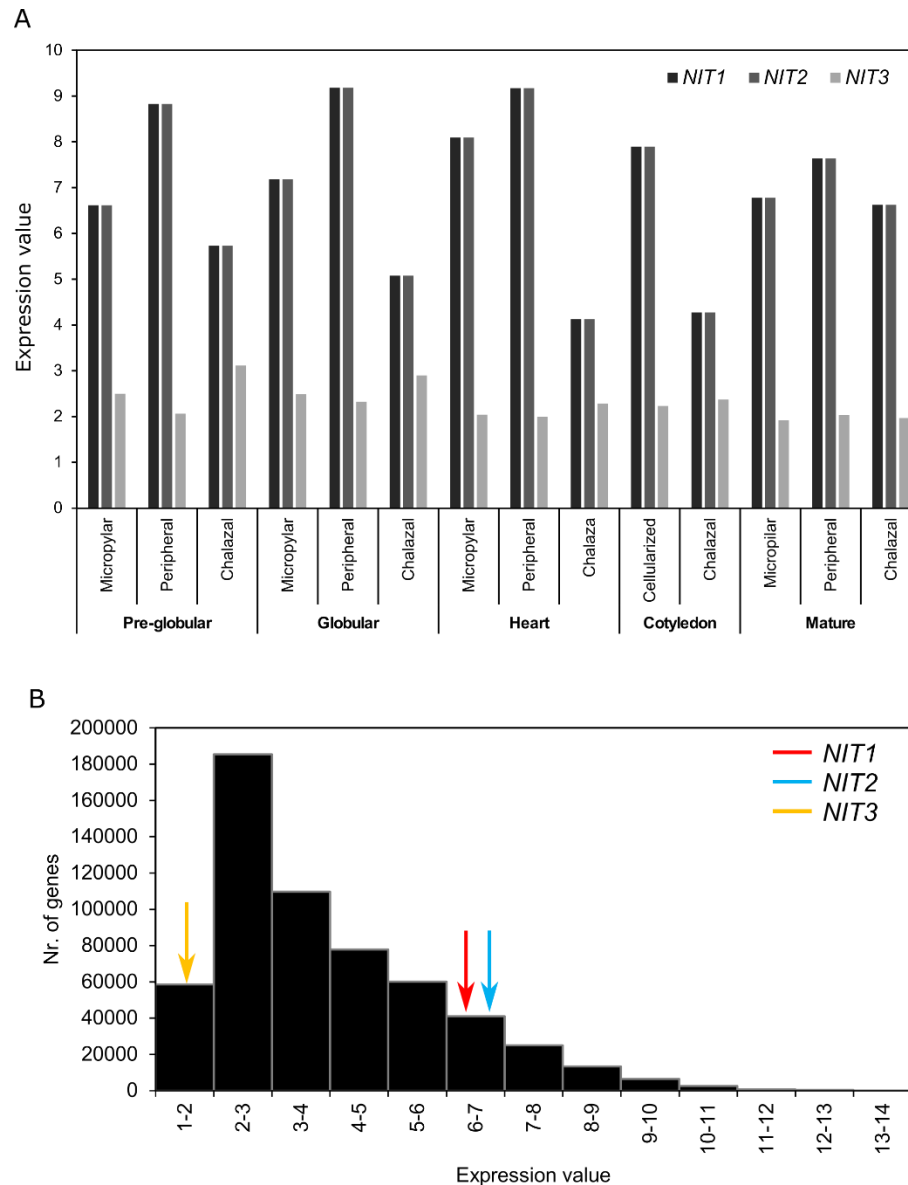 A
10
9
8
7
6
5
4
3
2
1
0
Expression value
NIT1 NIT2 NIT3
Micropylar Peripheral Chalazal Micropylar Peripheral Chalazal Micropylar Peripheral Chalaza Cellularized Chalazal Micropilar Peripheral Chalazal
Pre-globular Globular Heart Cotyledon Mature
B
200000
180000
160000
140000
120000
100000
80000
60000
40000
20000
0
Nr. of genes
NIT1
NIT2
NIT3
1-2 2-3 3-4 4-5 5-6 6-7 7-8 8-9 9-10 10-11 11-12 12-13 13-14
Expression value